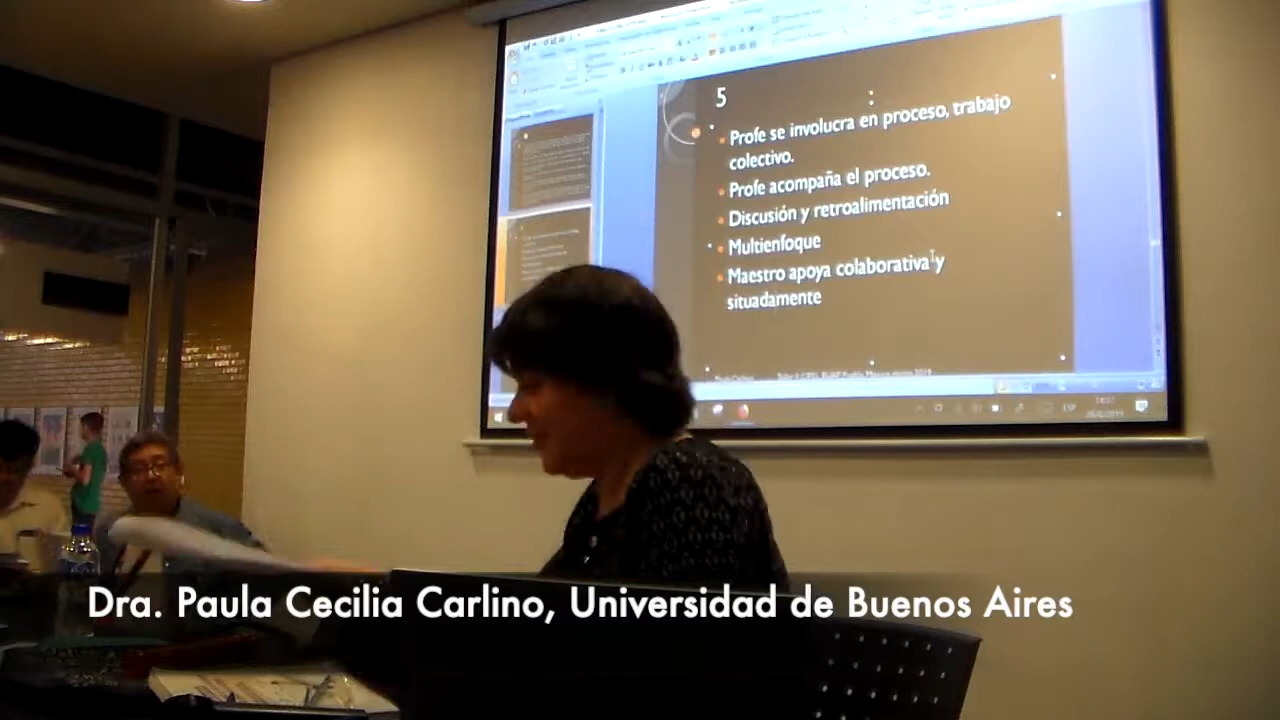 5
:
Profe se involucra en proceso, trabajo
colectivo.
Profe acompaña el proceso.
Discusión y retroalimentación
Multienfoque
Maestro apoya colaborativa y
situadamente
ESP
Dra. Paula Cecilia Carlino, Universidad de Buenos Aires